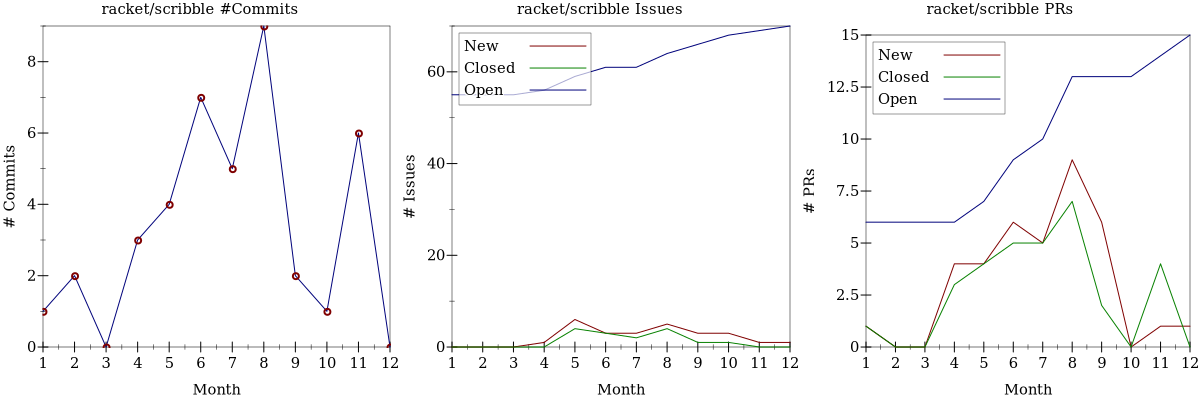 racket/scribble #Commits
8
6
4
2
0
# Commits
1 2 3 4 5 6 7 8 9 10 11 12
Month
racket/scribble Issues
New
Closed
Open
60
40
20
0
# Issues
1 2 3 4 5 6 7 8 9 10 11 12
Month
racket/scribble PRs
New
Closed
Open
15
12.5
10
7.5
5
2.5
0
# PRs
1 2 3 4 5 6 7 8 9 10 11 12
Month